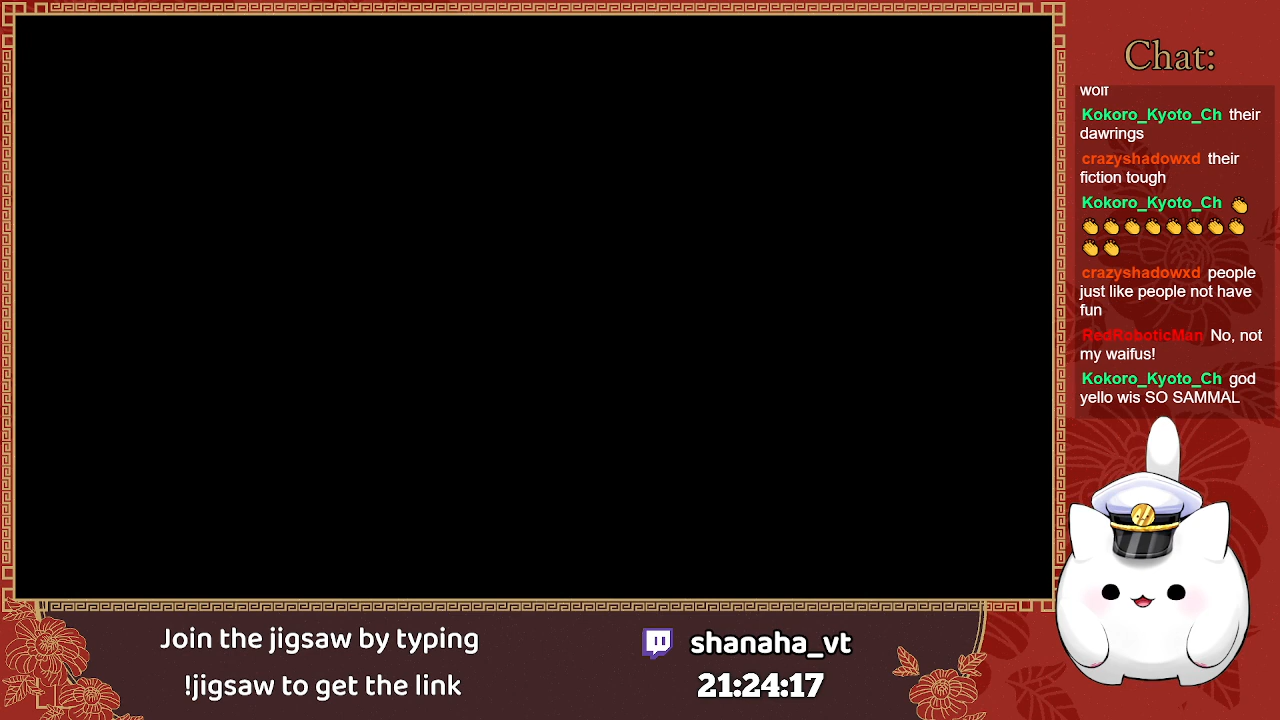 Chat:
wolf
Kokoro_Kyoto_Ch their
dawrings
crazyshadowxd their
fiction tough
Kokoro_Kyoto_Ch 👏
👏👏👏👏👏👏👏👏
👏👏
crazyshadowxd people
just like people not have
fun
RedRoboticMan No, not
my waifus!
Kokoro_Kyoto_Ch god
yello wis SO SAMMAL
Join the jigsaw by typing
!jigsaw to get the link
shanaha_vt
21:24:17